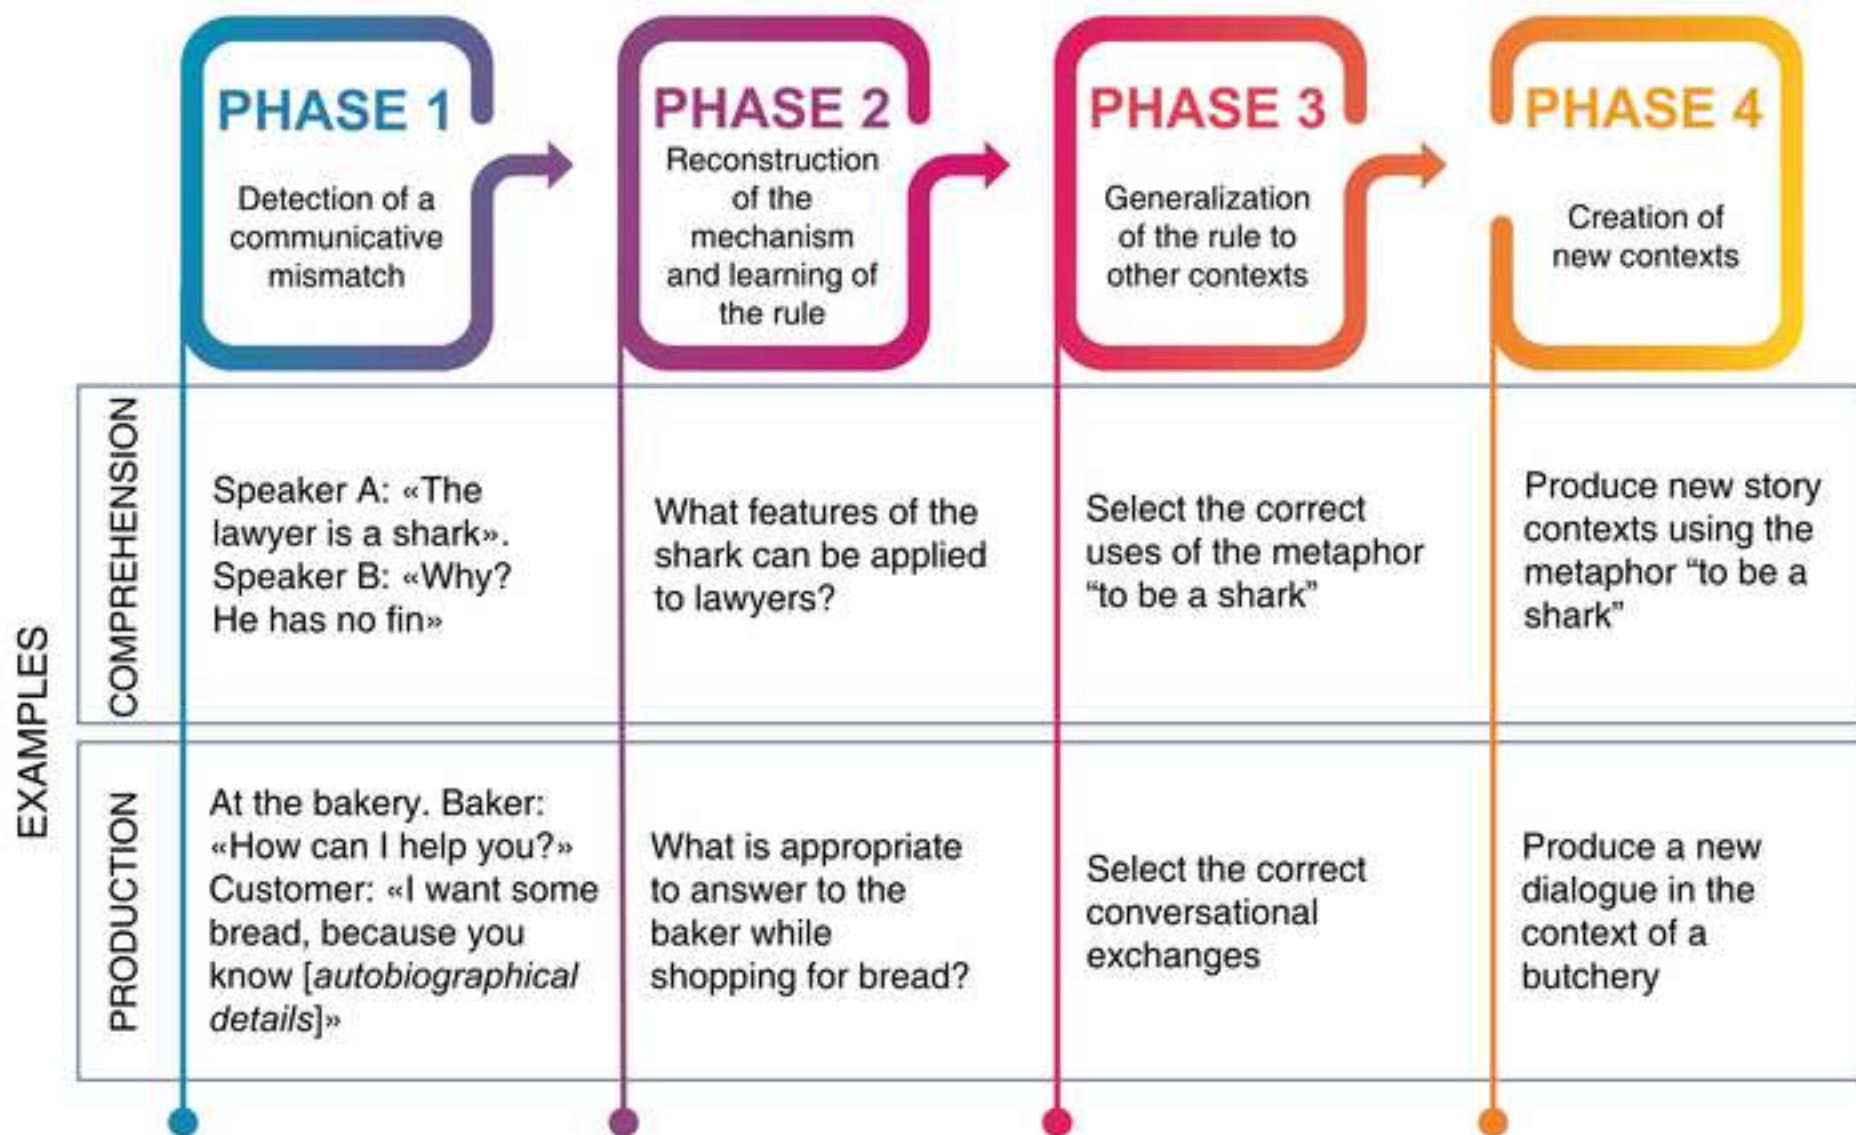 PHASE 1
Detection of a
communicative
mismatch
PHASE 2
Reconstruction
of the
mechanism
and learning of
the rule
PHASE 3
Generalization
of the rule to
other contexts
PHASE 4
Creation of
new contexts
EXAMPLES
COMPREHENSION
Speaker A: «The
lawyer is a shark».
Speaker B: «Why?
He has no fin»
What features of the
shark can be applied
to lawyers?
Select the correct
uses of the metaphor
“to be a shark”
Produce new story
contexts using the
metaphor “to be a
shark”
PRODUCTION
At the bakery. Baker:
«How can I help you?»
Customer: «I want some
bread, because you
know [autobiographical
details]»
What is appropriate
to answer to the
baker while
shopping for bread?
Select the correct
conversational
exchanges
Produce a new
dialogue in the
context of a
butchery